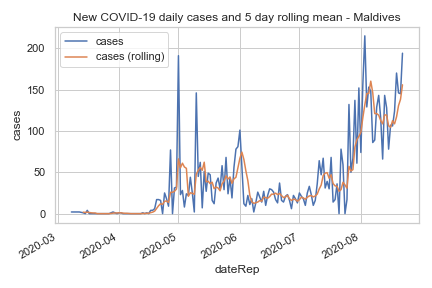 New COVID-19 daily cases and 5 day rolling mean - Maldives
cases
cases (rolling)
200
150
100
50
0
cases
2020-03
2020-04
2020-05
2020-06
2020-07
2020-08
dateRep